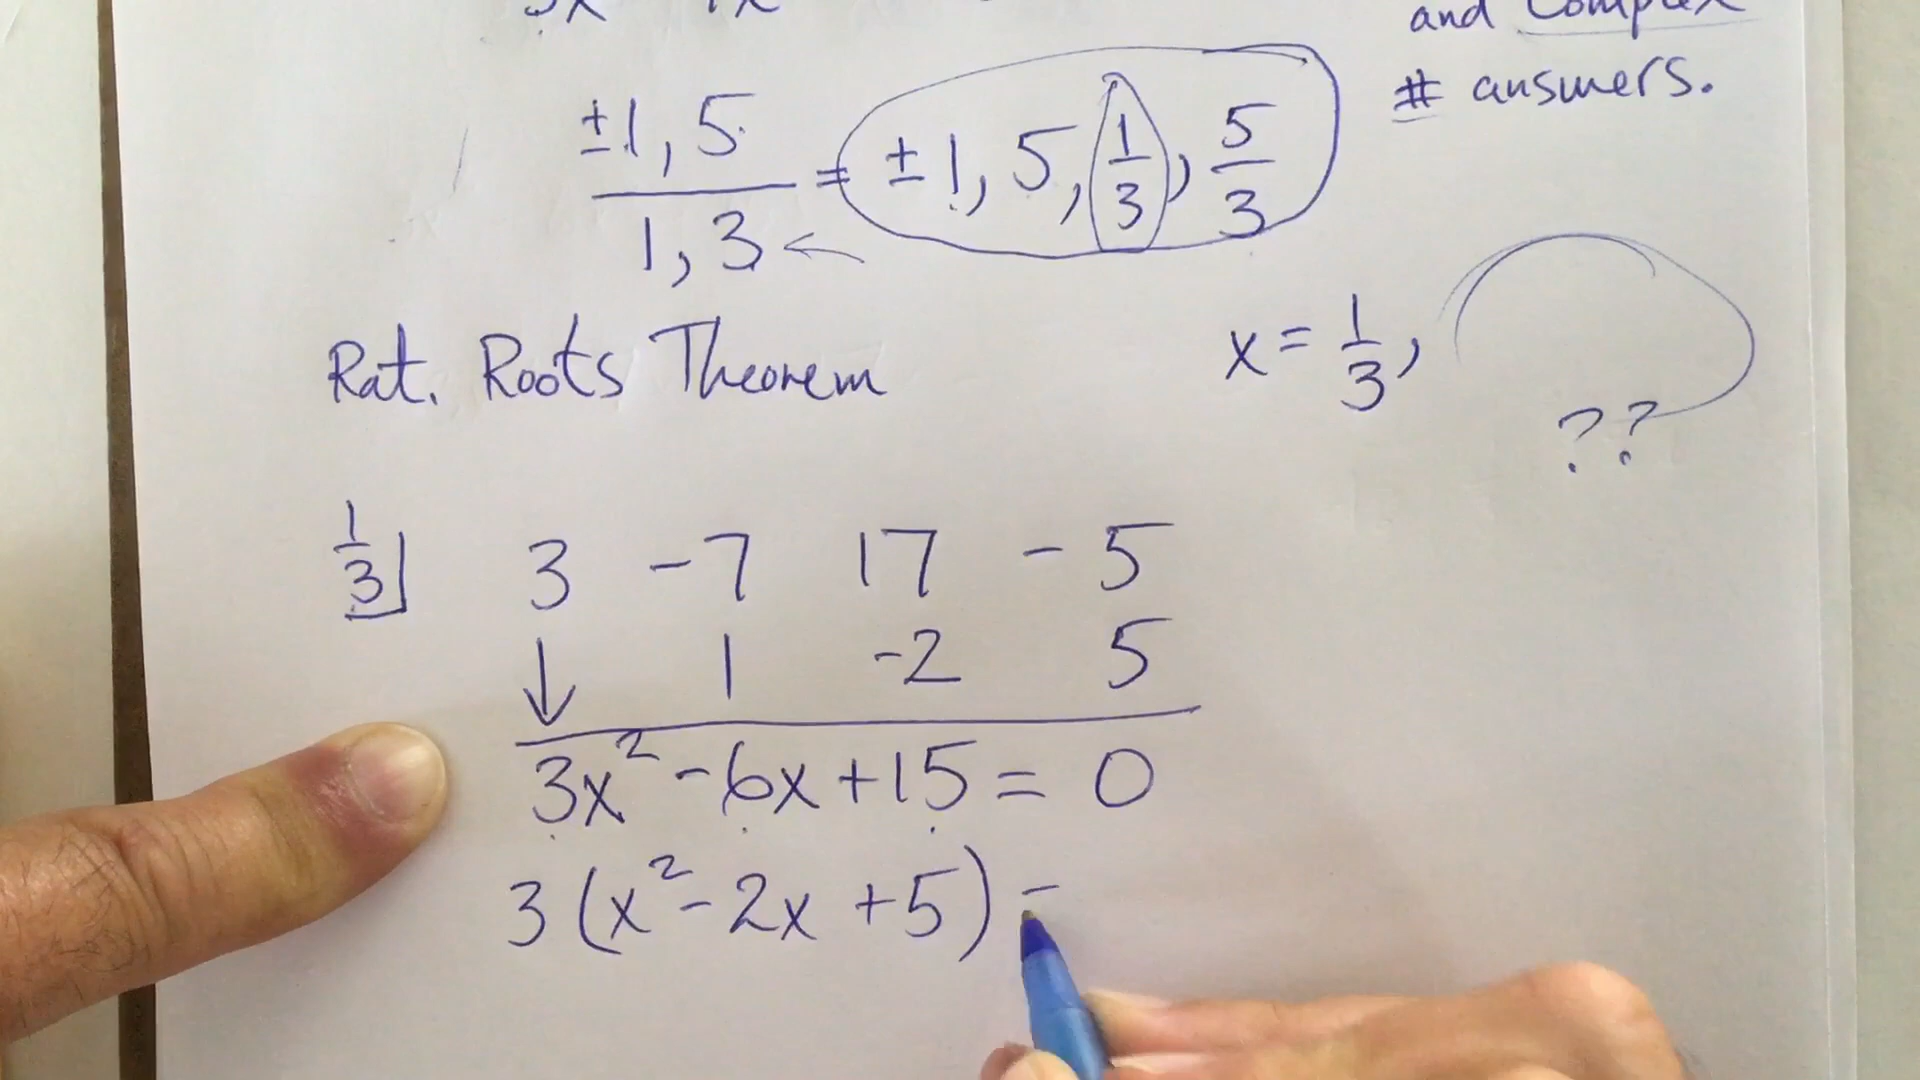 and Complex
# answers.
±1, 5 / 1, 3 = ±1, 5, 1/3, 5/3
Rat. Roots Theorem
x = 1/3,
??
1/3 3 -7 17 -5
↓ 1 -2 5
3x² -6x +15 = 0
3(x² - 2x +5) -